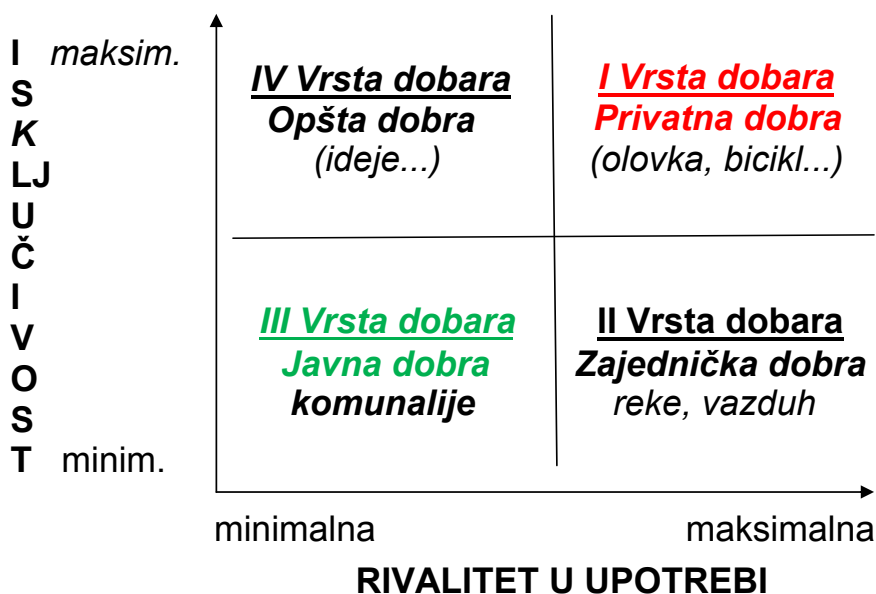 ISKLJUČIVOST
maksim.
IV Vrsta dobara
Opšta dobra
(ideje...)
I Vrsta dobara
Privatna dobra
(olovka, bicikl...)
III Vrsta dobara
Javna dobra
komunalije
II Vrsta dobara
Zajednička dobra
reke, vazduh
minim.
minimalna
maksimalna
RIVALITET U UPOTREBI